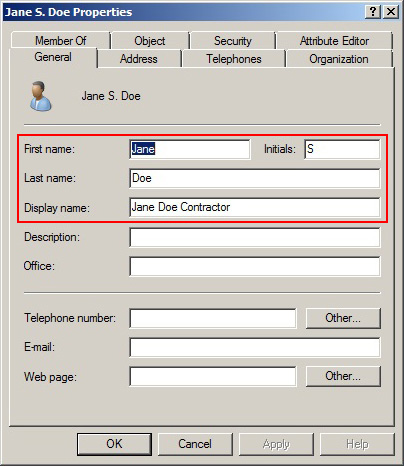 Jane S. Doe Properties
Member Of Object Security Attribute Editor
General Address Telephones Organization
Jane S. Doe
First name: Jane Initials: S
Last name: Doe
Display name: Jane Doe Contractor
Description:
Office:
Telephone number: Other...
E-mail:
Web page: Other...
OK Cancel Apply Help